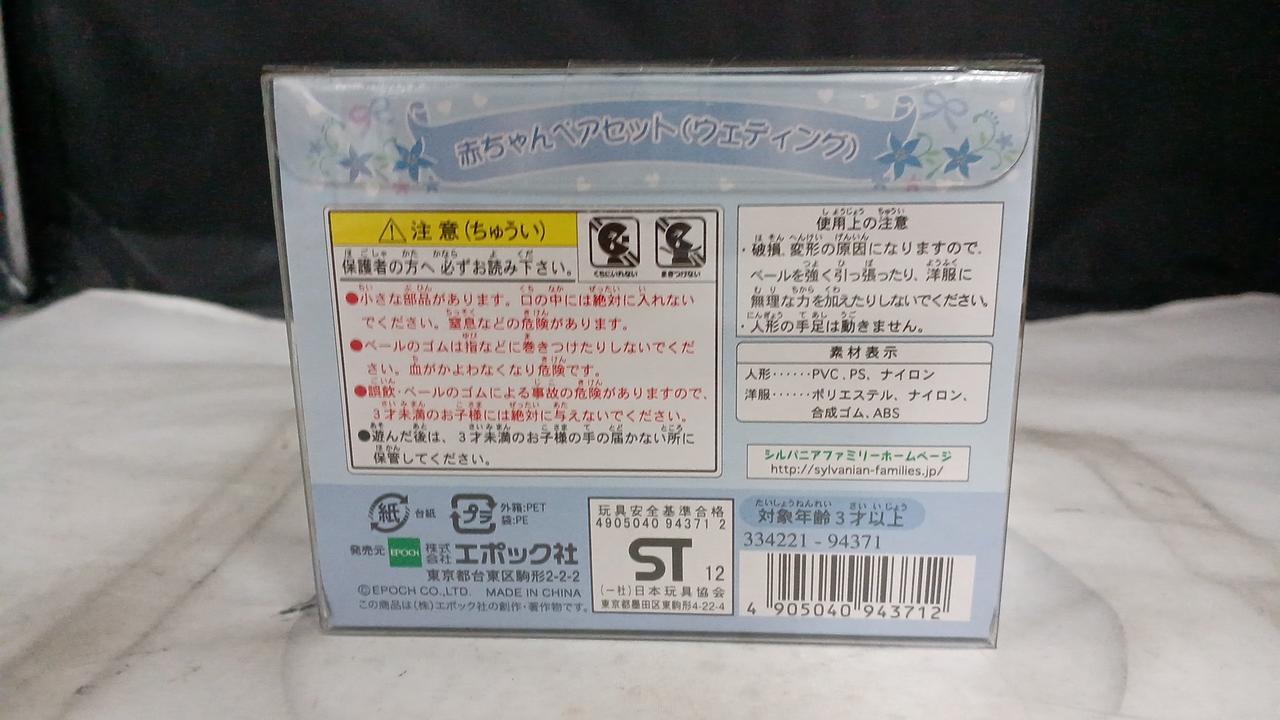 赤ちゃんペアセット(ウェディング)
注意(ちゅうい)
保護者の方へ 必ずお読み下さい。
くちにいれない
まきつけない
●小さな部品があります。口の中には絶対に入れない
でください。窒息などの危険があります。
●ベールのゴムは指などに巻きつけたりしないでくだ
さい。血がかよわなくなり危険です。
●誤飲・ベールのゴムによる事故の危険がありますので、
3才未満のお子様には絶対に与えないでください。
●遊んだ後は、3才未満のお子様の手の届かない所に
保管してください。
使用上の注意
・破損、変形の原因になりますので、
ベールを強く引っ張ったり、洋服に
無理な力を加えたりしないでください。
・人形の手足は動きません。
素材表示
人形……PVC、PS、ナイロン
洋服……ポリエステル、ナイロン、
合成ゴム、ABS
シルバニアファミリーホームページ
http://sylvanian-families.jp/
紙 台紙
プラ 外箱:PET
袋:PE
発売元 EPOCH 株式会社 エポック社
東京都台東区駒形2-2-2
©EPOCH CO.,LTD. MADE IN CHINA
この商品は(株)エポック社の創作・著作物です。
玩具安全基準合格
4905040 94371 2
ST 12
(一社)日本玩具協会
東京都墨田区東駒形4-22-4
対象年齢3才以上
334221 - 94371
4 905040 943712